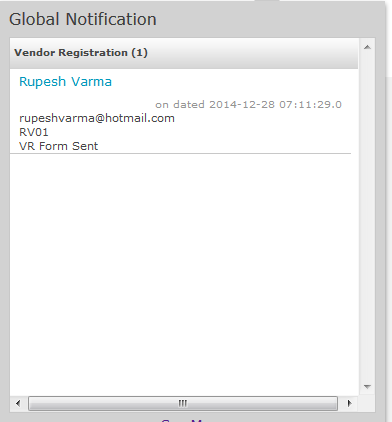 Global Notification
Vendor Registration (1)
Rupesh Varma
on dated 2014-12-28 07:11:29.0
rupeshvarma@hotmail.com
RV01
VR Form Sent